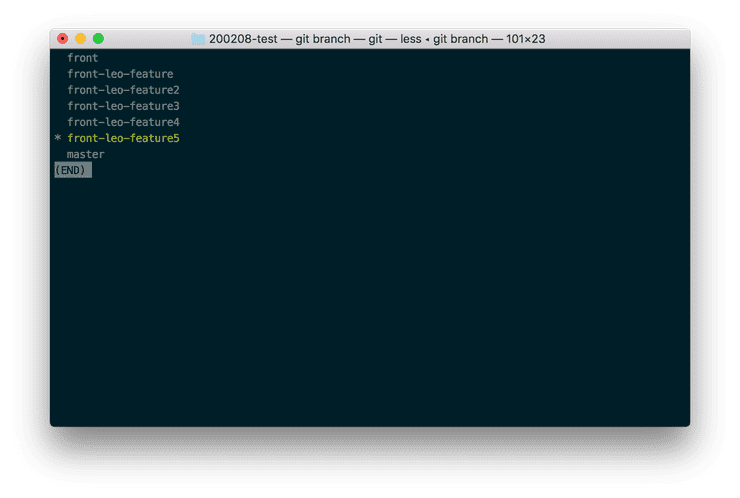 200208-test — git branch — git — less ◂ git branch — 101×23
front
front-leo-feature
front-leo-feature2
front-leo-feature3
front-leo-feature4
* front-leo-feature5
master
(END)